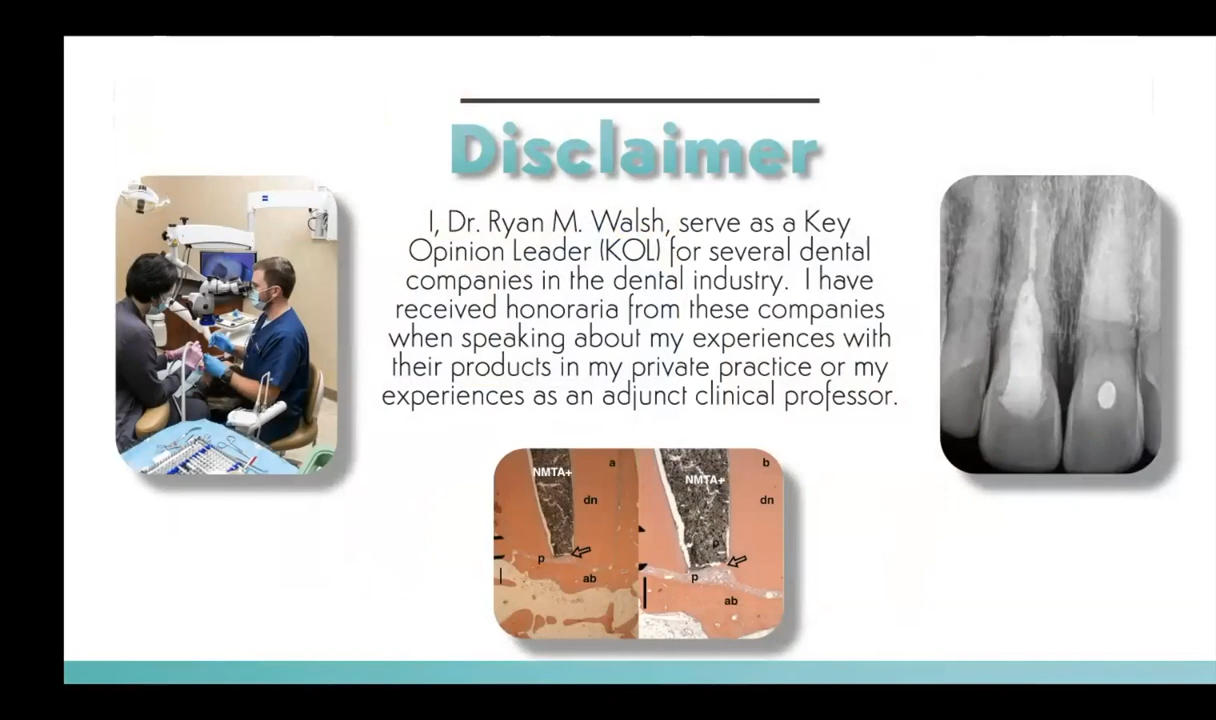 Disclaimer
I, Dr. Ryan M. Walsh, serve as a Key
Opinion Leader (KOL) for several dental
companies in the dental industry. I have
received honoraria from these companies
when speaking about my experiences with
their products in my private practice or my
experiences as an adjunct clinical professor.
NMTA+
a
dn
p
ab
NMTA+
b
dn
p
p
ab